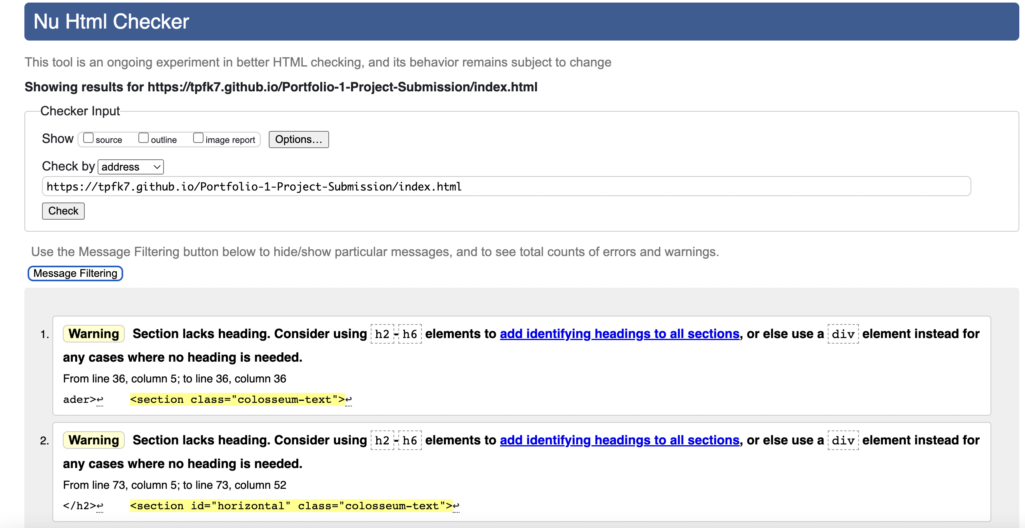 Nu Html Checker
This tool is an ongoing experiment in better HTML checking, and its behavior remains subject to change
Showing results for https://tpfk7.github.io/Portfolio-1-Project-Submission/index.html
Checker Input
Show source outline image report Options...
Check by address
https://tpfk7.github.io/Portfolio-1-Project-Submission/index.html
Check
Use the Message Filtering button below to hide/show particular messages, and to see total counts of errors and warnings.
Message Filtering
1. Warning Section lacks heading. Consider using h2-h6 elements to add identifying headings to all sections, or else use a div element instead for
any cases where no heading is needed.
From line 36, column 5; to line 36, column 36
ader>↩ <section class="colosseum-text">↩
2. Warning Section lacks heading. Consider using h2-h6 elements to add identifying headings to all sections, or else use a div element instead for
any cases where no heading is needed.
From line 73, column 5; to line 73, column 52
</h2>↩ <section id="horizontal" class="colosseum-text">↩